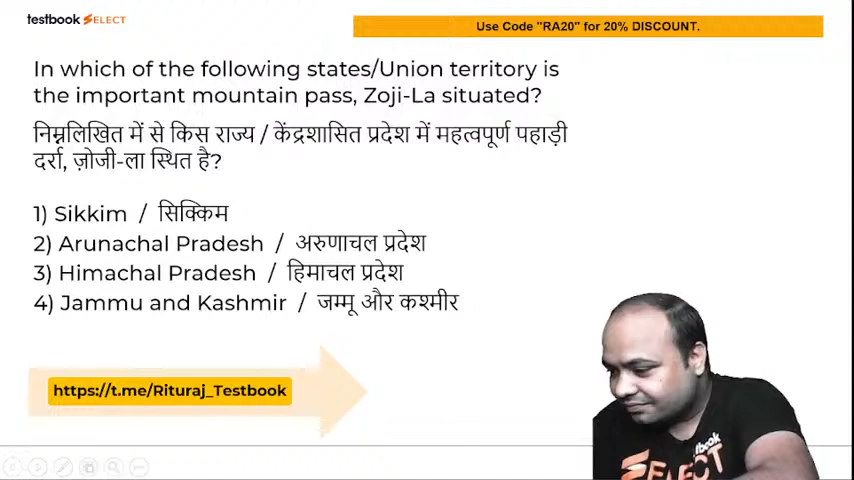 testbook SELECT
Use Code "RA20" for 20% DISCOUNT.
In which of the following states/Union territory is
the important mountain pass, Zoji-La situated?
निम्नलिखित में से किस राज्य / केंद्रशासित प्रदेश में महत्वपूर्ण पहाड़ी
दर्रा, ज़ोजी-ला स्थित है?
1) Sikkim / सिक्किम
2) Arunachal Pradesh / अरुणाचल प्रदेश
3) Himachal Pradesh / हिमाचल प्रदेश
4) Jammu and Kashmir / जम्मू और कश्मीर
https://t.me/Rituraj_Testbook
tbook
SELECT